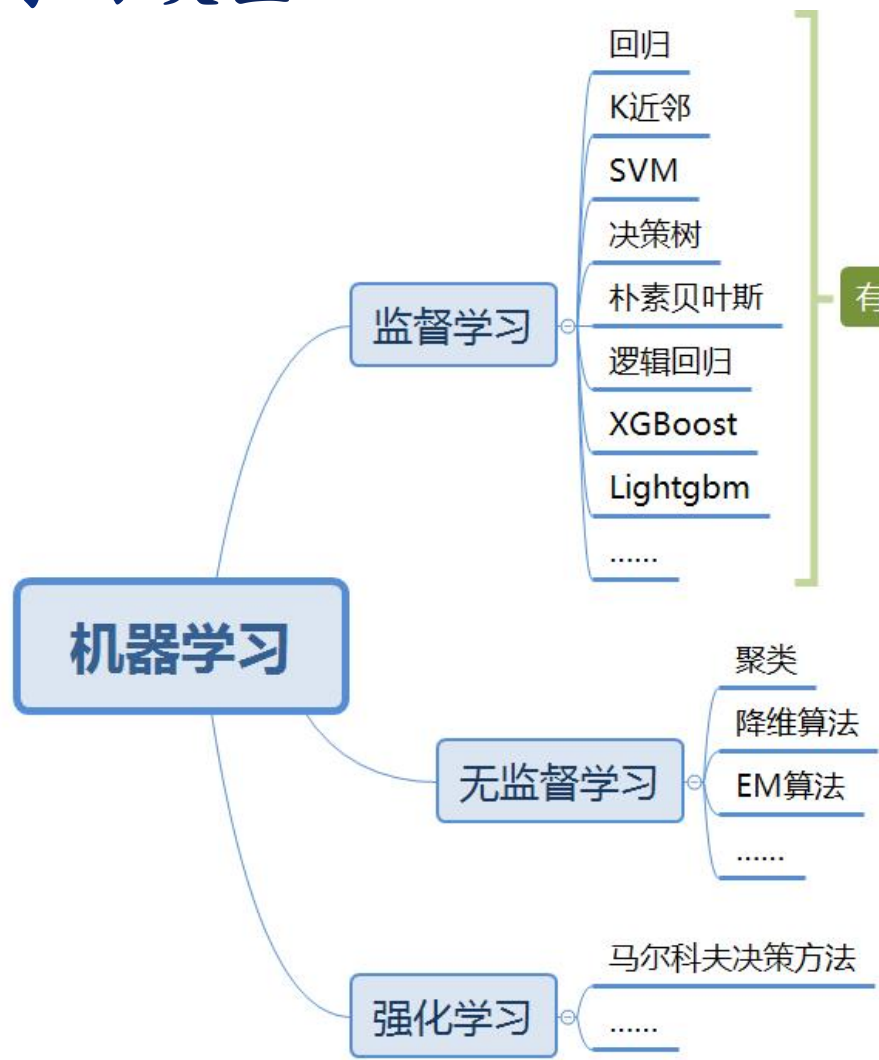 回归
K近邻
SVM
决策树
朴素贝叶斯
逻辑回归
XGBoost
Lightgbm
……
监督学习
有
机器学习
聚类
降维算法
EM算法
……
无监督学习
马尔科夫决策方法
……
强化学习